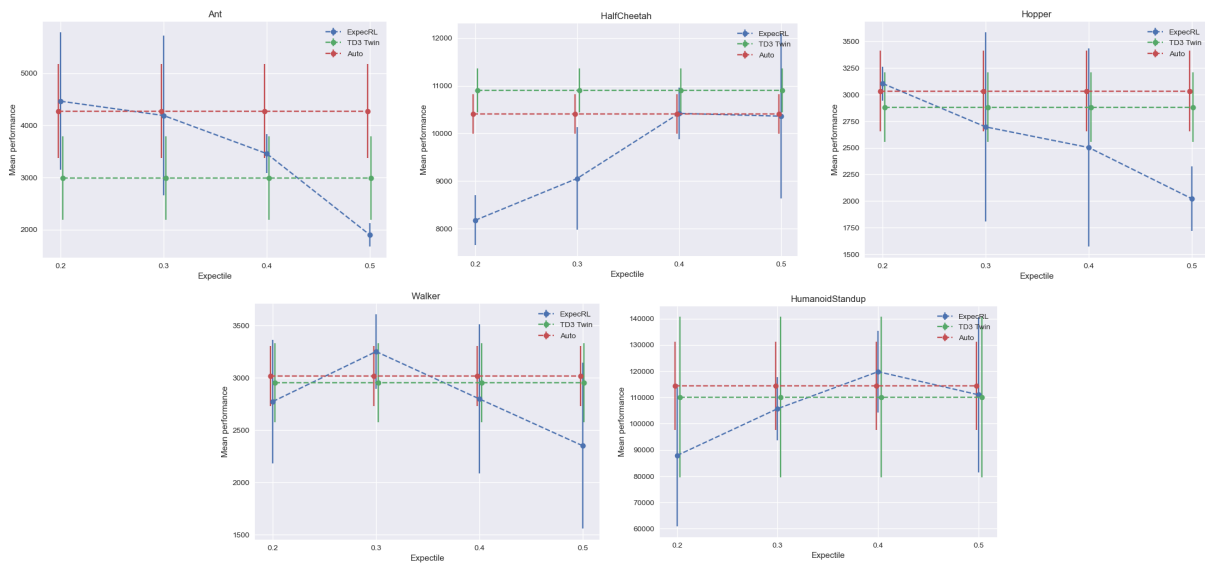 Ant
ExpecRL
TD3 Twin
Auto
5000
4000
3000
2000
Mean performance
0.2 0.3 0.4 0.5
Expectile
HalfCheetah
ExpecRL
TD3 Twin
Auto
12000
11000
10000
9000
8000
Mean performance
0.2 0.3 0.4 0.5
Expectile
Hopper
ExpecRL
TD3 Twin
Auto
3500
3250
3000
2750
2500
2250
2000
1750
1500
Mean performance
0.2 0.3 0.4 0.5
Expectile
Walker
ExpecRL
TD3 Twin
Auto
3500
3000
2500
2000
1500
Mean performance
0.2 0.3 0.4 0.5
Expectile
HumanoidStandup
ExpecRL
TD3 Twin
Auto
140000
130000
120000
110000
100000
90000
80000
70000
60000
Mean performance
0.2 0.3 0.4 0.5
Expectile